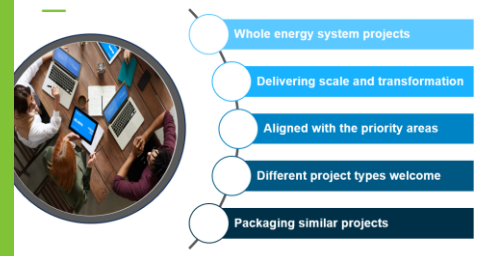 Whole energy system projects
Delivering scale and transformation
Aligned with the priority areas
Different project types welcome
Packaging similar projects